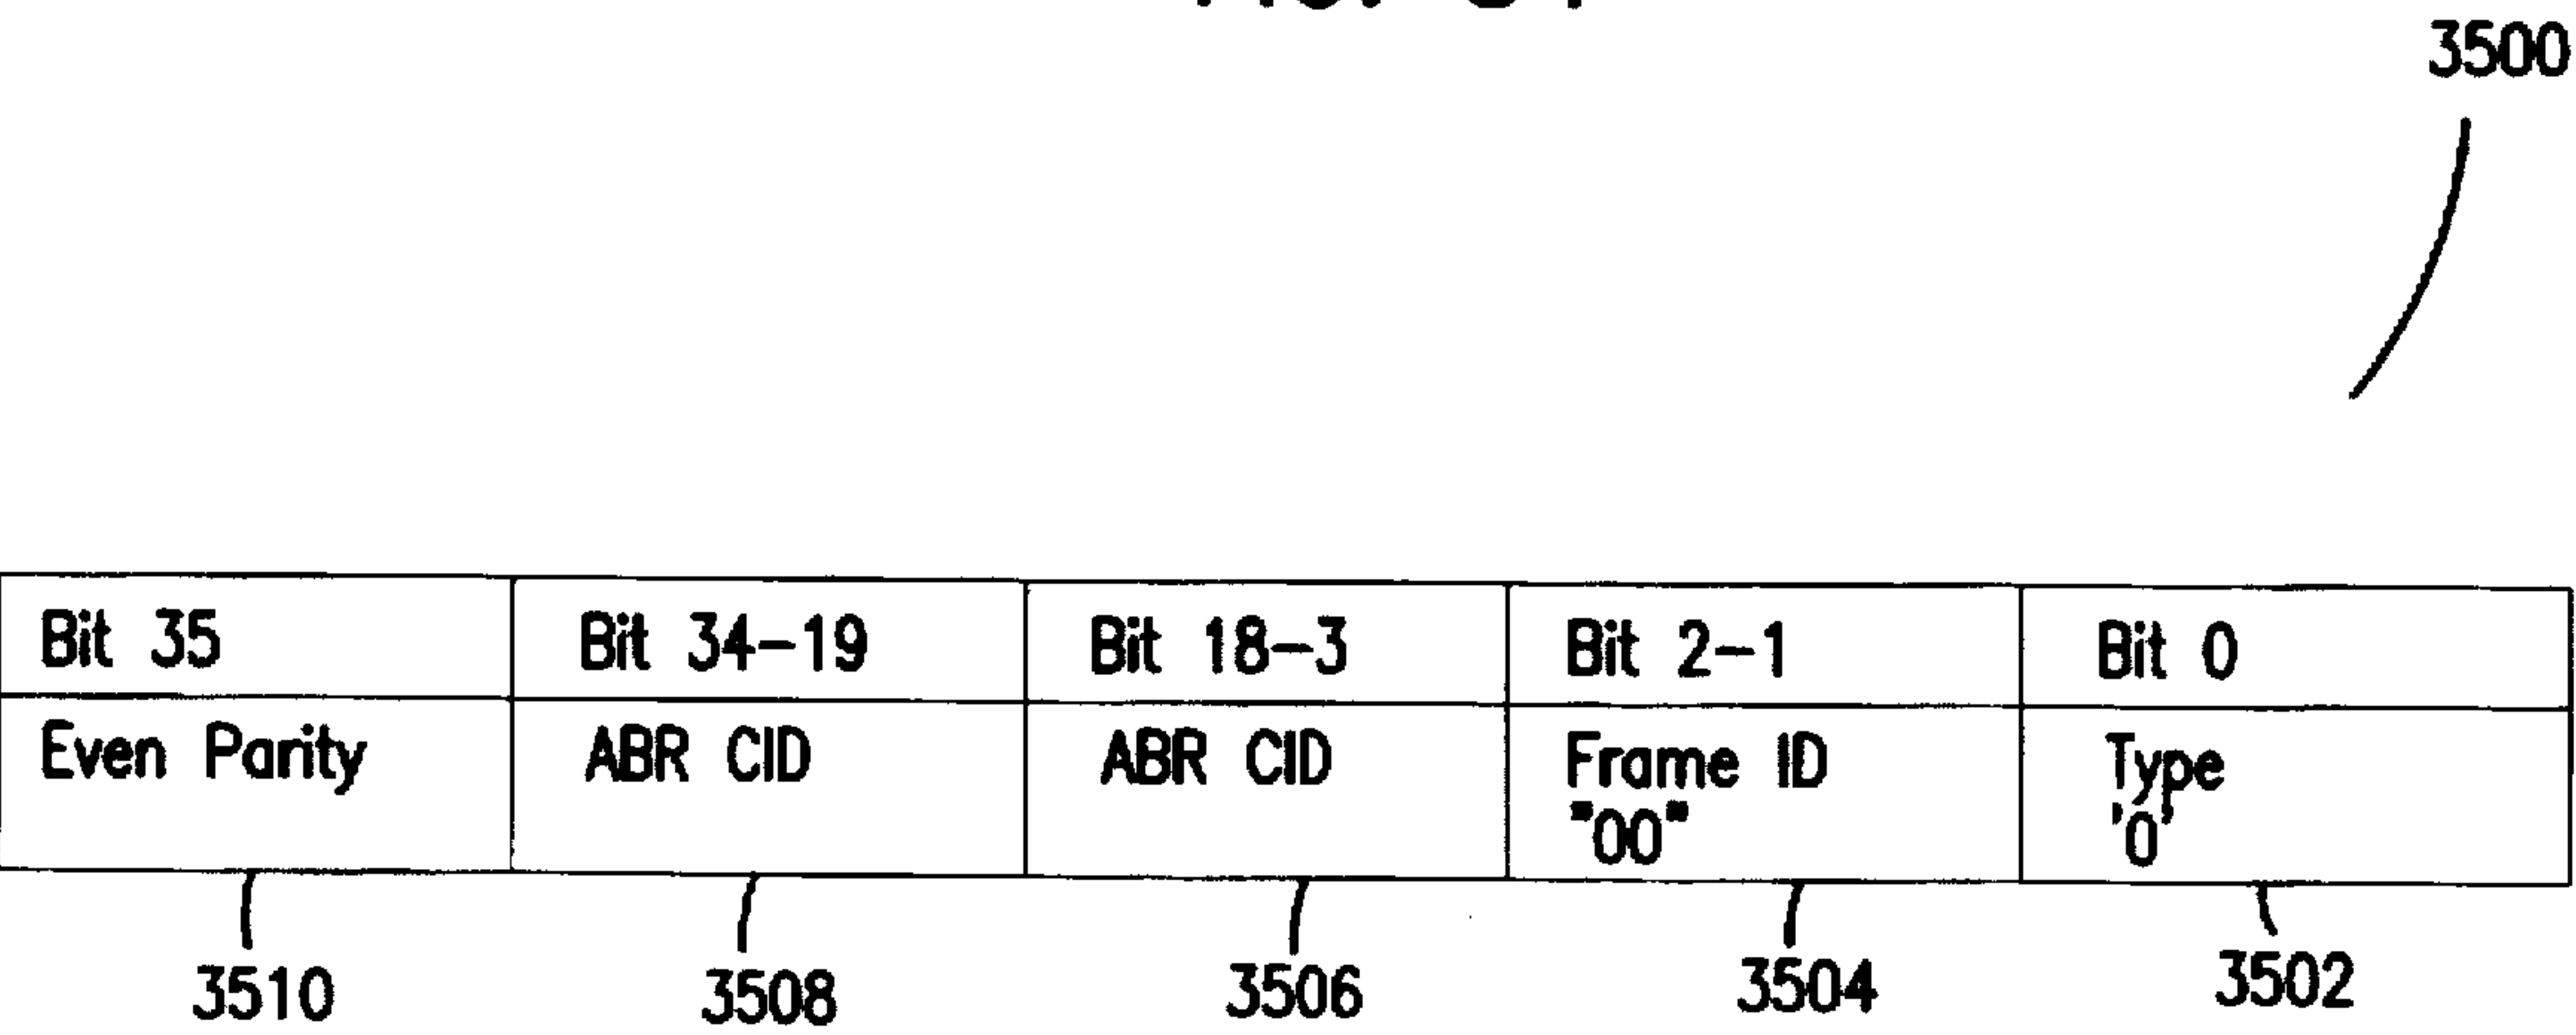 3500
Bit 35 Bit 34-19 Bit 18-3 Bit 2-1 Bit 0
Even Parity ABR CID ABR CID Frame ID Type
"00" '0'
3510 3508 3506 3504 3502